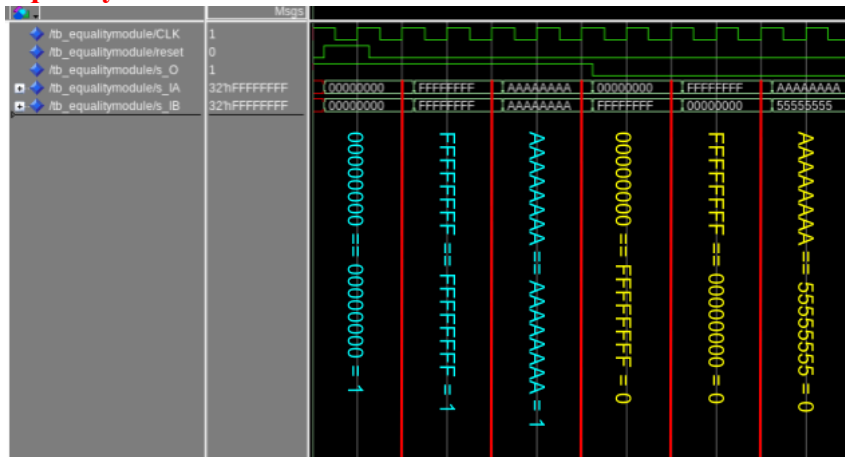 Msgs
/tb_equalitymodule/CLK 1
/tb_equalitymodule/reset 0
/tb_equalitymodule/s_O 1
/tb_equalitymodule/s_IA 32'hFFFFFFFF 00000000 FFFFFFFF AAAAAAAA 00000000 FFFFFFFF AAAAAAAA
/tb_equalitymodule/s_IB 32'hFFFFFFFF 00000000 FFFFFFFF AAAAAAAA FFFFFFFF 00000000 55555555
00000000 == 00000000 = 1
FFFFFFFF == FFFFFFFF = 1
AAAAAAAA == AAAAAAAA = 1
00000000 == FFFFFFFF = 0
FFFFFFFF == 00000000 = 0
AAAAAAAA == 55555555 = 0